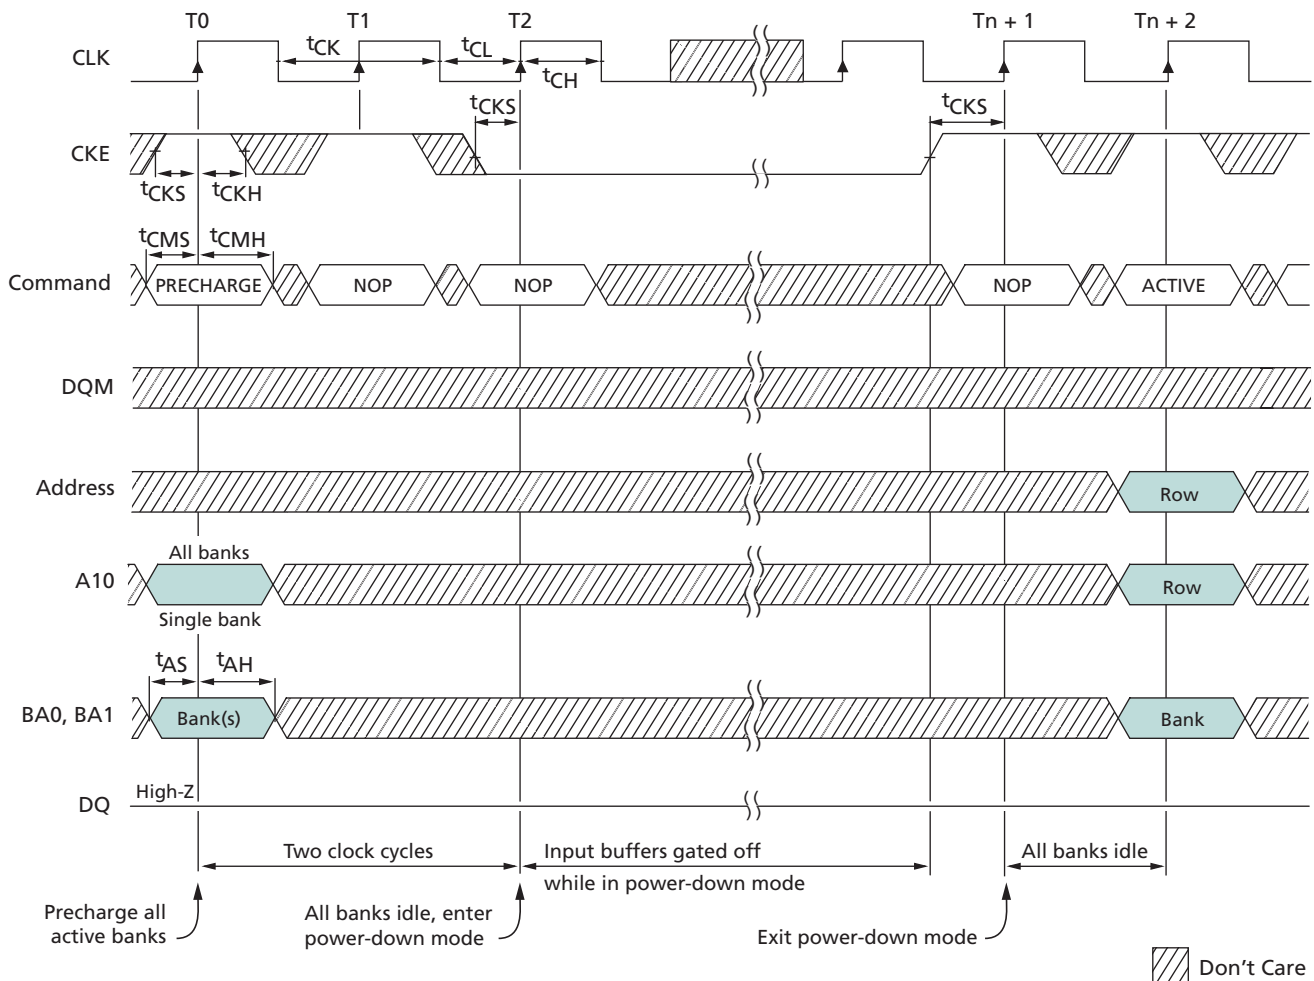 T0 T1 T2 Tn + 1 Tn + 2
CLK
tCK tCL
tCH
tCKS tCKS
CKE
tCKS tCKH
tCMS tCMH
Command PRECHARGE NOP NOP NOP ACTIVE
DQM
Address Row
All banks
A10 Row
Single bank
tAS tAH
BA0, BA1 Bank(s) Bank
High-Z
DQ
Two clock cycles
Input buffers gated off
while in power-down mode
All banks idle
Precharge all
active banks
All banks idle, enter
power-down mode
Exit power-down mode
Don't Care